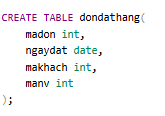 CREATE TABLE dondathang(
madon int,
ngaydat date,
makhach int,
manv int
);